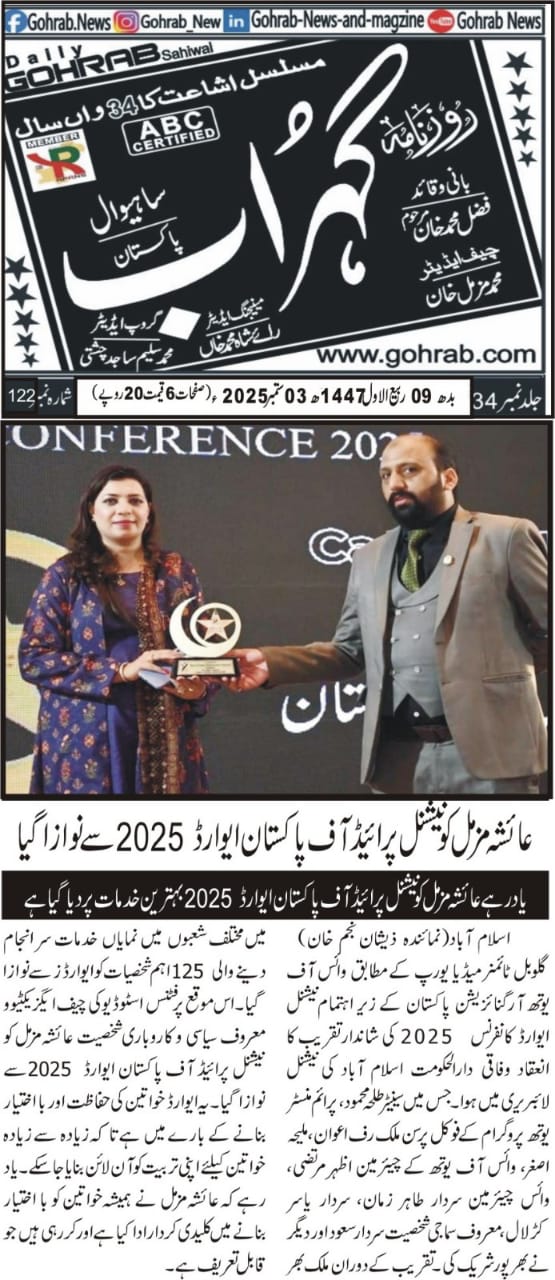 Gohrab.News Gohrab_New Gohrab-News-and-magzine Gohrab News
Daily
GOHRAB Sahiwal
مسلسل اشاعت کا 34 واں سال
MEMBER
ABC
CERTIFIED
روزنامہ
گہراب
ساہیوال
پاکستان
بانی و قائد
فضل محمد خان مرحوم
چیف ایڈیٹر
محمد مزمل خان
مینجنگ ایڈیٹر
رائے شاہ محمد خاں
گروپ ایڈیٹر
محمد سلیم ساجد چشتی
www.gohrab.com
جلد نمبر 34
بدھ 09 ربیع الاول 1447ھ 03 ستمبر 2025ء (صفحات 6 قیمت 20 روپے)
شمارہ نمبر 122
CONFERENCE 202
Ca
ستان
عائشہ مزمل کو نیشنل پرائیڈ آف پاکستان ایوارڈ 2025 سے نوازا گیا
یاد رہے عائشہ مزمل کو نیشنل پرائیڈ آف پاکستان ایوارڈ 2025 بہترین خدمات پر دیا گیا ہے
اسلام آباد (نمائندہ ذیشان نجم خان)
گلوبل ٹائمز میڈیا یورپ کے مطابق وائس آف
یوتھ آرگنائزیشن پاکستان کے زیر اہتمام نیشنل
ایوارڈ کانفرنس 2025 کی شاندار تقریب کا
انعقاد وفاقی دارالحکومت اسلام آباد کی نیشنل
لائبریری میں ہوا۔ جس میں سینیٹر طلحہ محمود، پرائم منسٹر
یوتھ پروگرام کے فوکل پرسن ملک رف اعوان، ملیحہ
اصغر، وائس آف یوتھ کے چیئرمین اظہر مرتضی،
وائس چیئرمین سردار طاہر زمان، سردار یاسر
کڑلال، معروف سماجی شخصیت سردار سعود اور دیگر
نے بھرپور شریک کی۔ تقریب کے دوران ملک بھر
میں مختلف شعبوں میں نمایاں خدمات سر انجام
دینے والی 125 اہم شخصیات کو ایوارڈز سے نوازا
گیا۔ اس موقع پر فٹنس اسٹوڈیو کی چیف ایگزیکٹیو و
معروف سیاسی و کاروباری شخصیت عائشہ مزمل کو
نیشنل پرائیڈ آف پاکستان ایوارڈ 2025 سے
نوازا گیا۔ یہ ایوارڈ خواتین کی حفاظت اور با اختیار
بنانے کے بارے میں ہے تا کہ زیادہ سے زیادہ
خواتین کیلئے اپنی تربیت کو آن لائن بنایا جا سکے۔ یاد
رہے کہ عائشہ مزمل نے ہمیشہ خواتین کو با اختیار
بنانے میں کلیدی کردار ادا کیا ہے اور کر رہی ہیں جو
قابل تعریف ہے۔